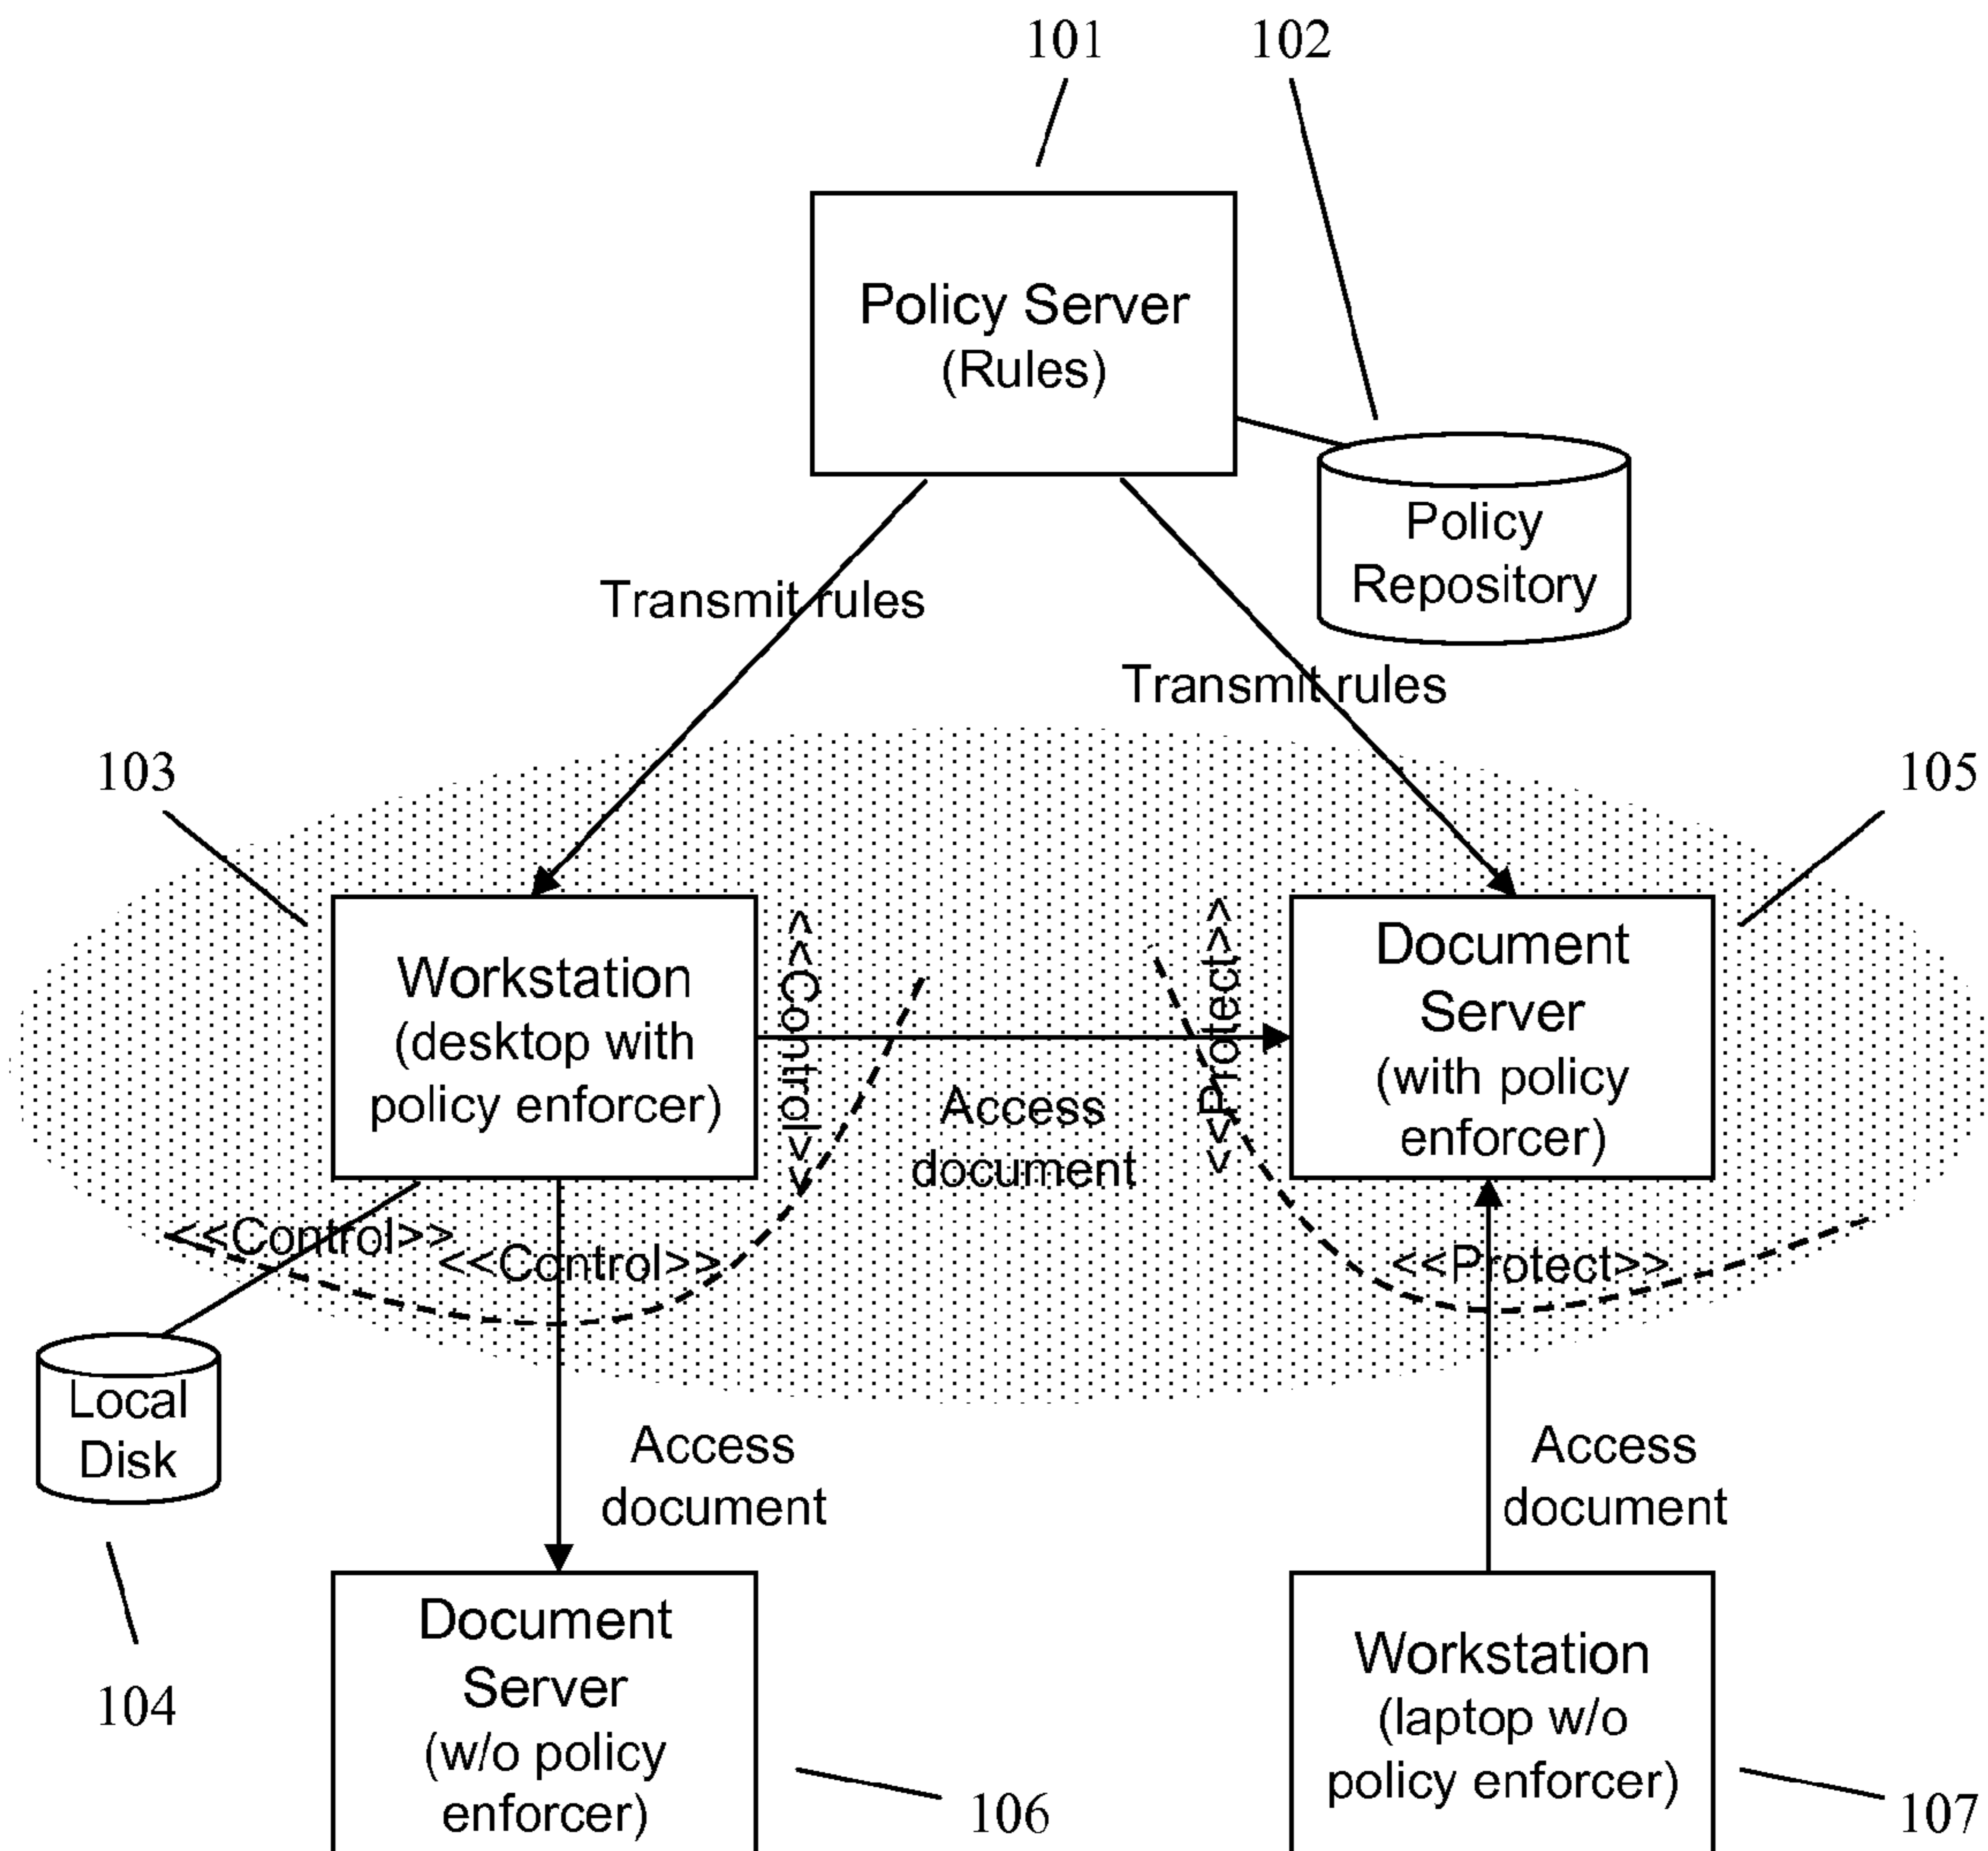 101
102
Policy Server
(Rules)
Policy
Repository
Transmit rules
Transmit rules
103
105
Workstation
(desktop with
policy enforcer)
<<Control>>
Access
document
<<Protect>>
Document
Server
(with policy
enforcer)
<<Control>>
<<Control>>
<<Protect>>
Local
Disk
Access
document
Access
document
104
Document
Server
(w/o policy
enforcer)
106
Workstation
(laptop w/o
policy enforcer)
107